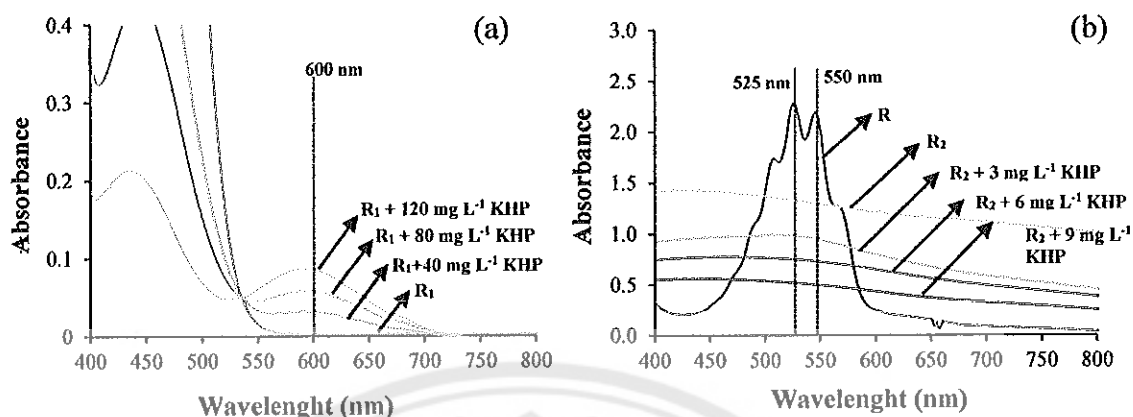 (a)
0.4
0.3
0.2
0.1
0
Absorbance
600 nm
R₁ + 120 mg L⁻¹ KHP
R₁ + 80 mg L⁻¹ KHP
R₁+40 mg L⁻¹ KHP
R₁
400 450 500 550 600 650 700 750 800
Wavelenght (nm)
(b)
3.0
2.5
2.0
1.5
1.0
0.5
0.0
Absorbance
525 nm
550 nm
R
R₂
R₂ + 3 mg L⁻¹ KHP
R₂ + 6 mg L⁻¹ KHP
R₂ + 9 mg L⁻¹
KHP
400 450 500 550 600 650 700 750 800
Wavelenght (nm)